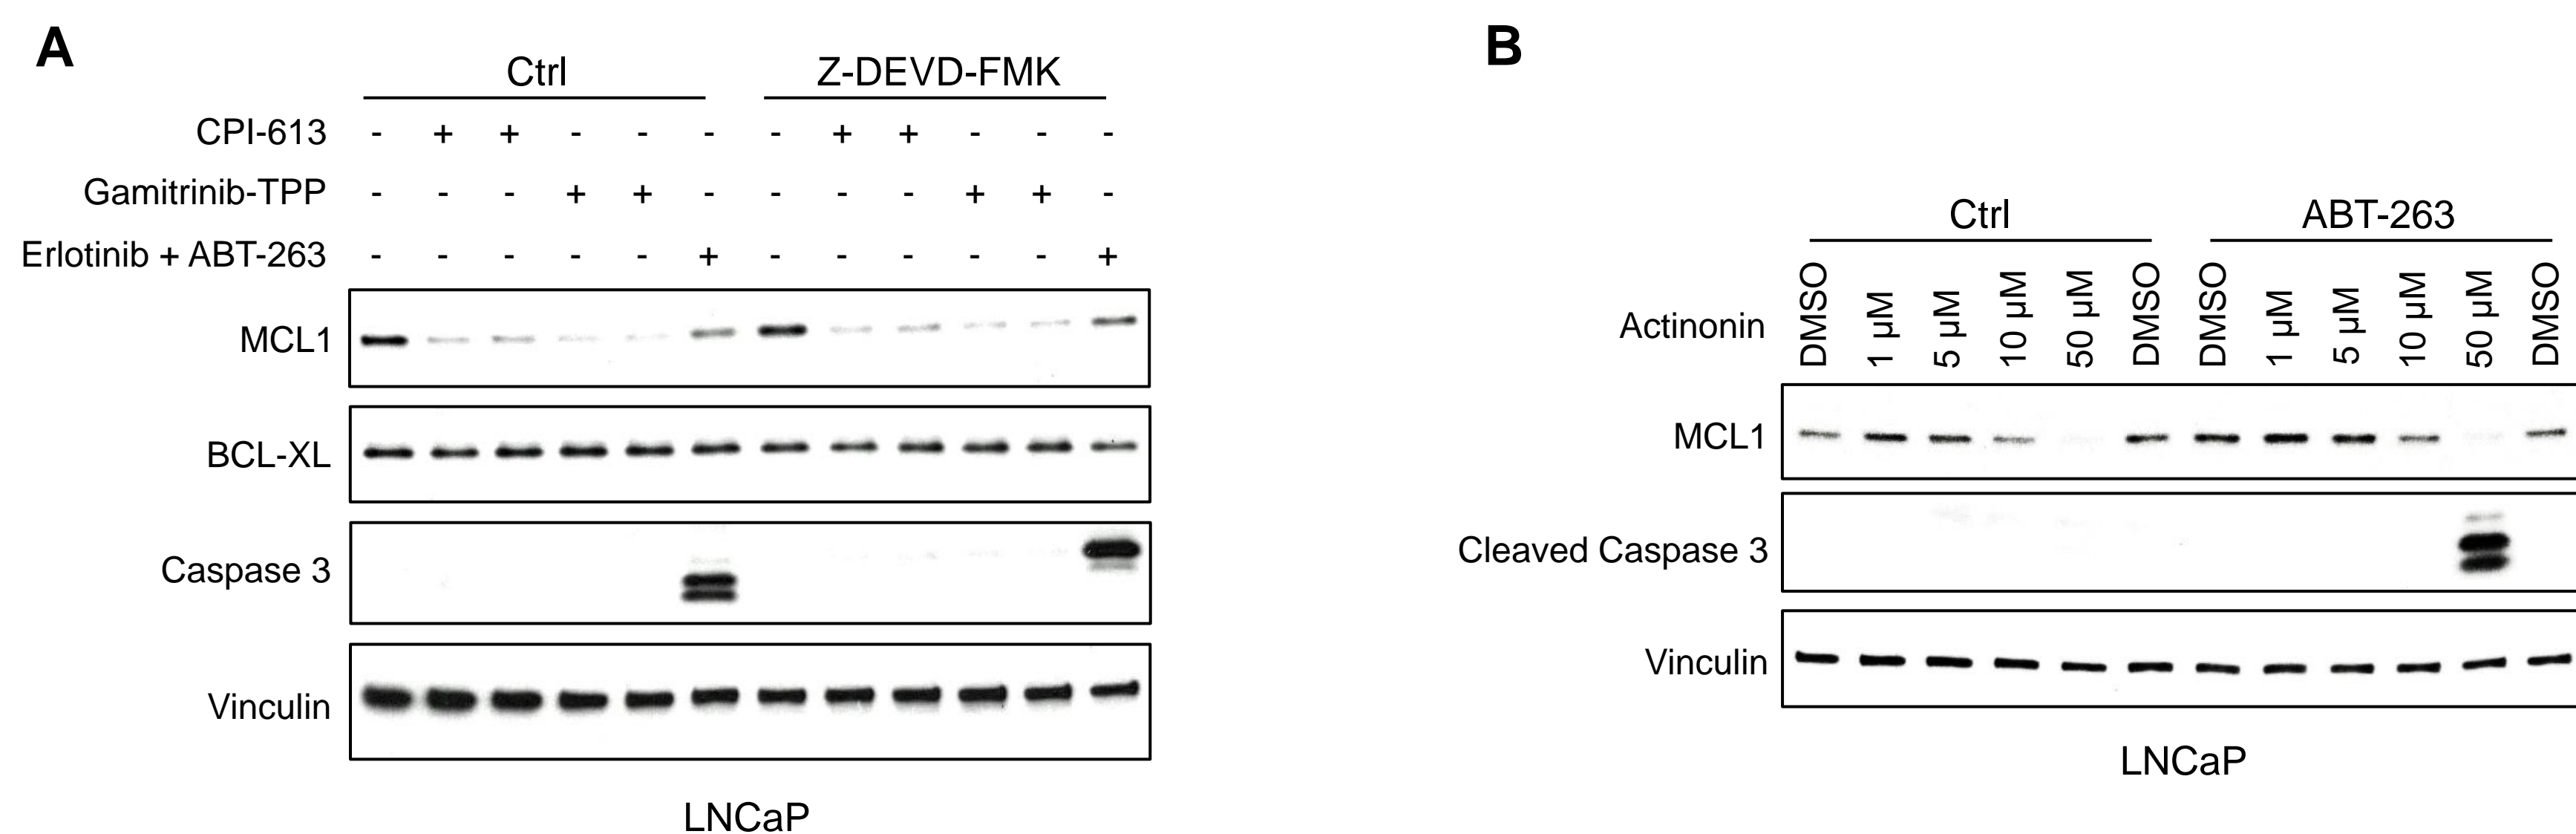 A
Ctrl Z-DEVD-FMK
CPI-613 - + + - - - - + + - - -
Gamitrinib-TPP - - - + + - - - - + + -
Erlotinib + ABT-263 - - - - - + - - - - - +
MCL1
BCL-XL
Caspase 3
Vinculin
LNCaP
B
Ctrl ABT-263
Actinonin DMSO 1 µM 5 µM 10 µM 50 µM DMSO DMSO 1 µM 5 µM 10 µM 50 µM DMSO
MCL1
Cleaved Caspase 3
Vinculin
LNCaP